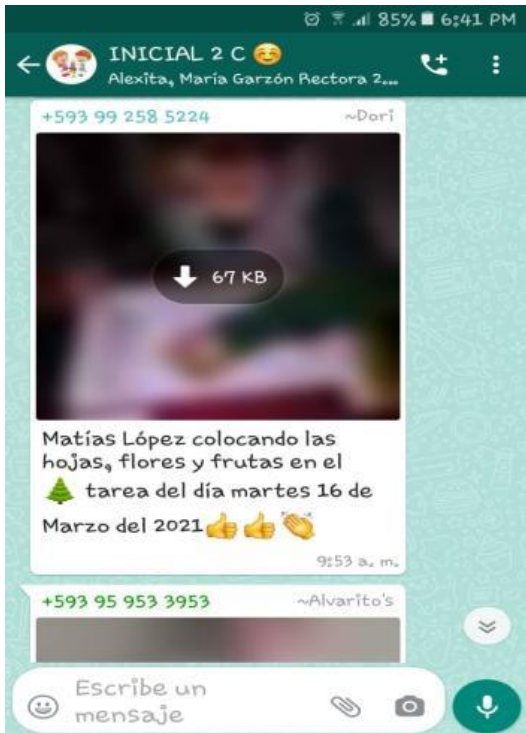 85% 6:41 PM
INICIAL 2 C ☺️
Alexita, María Garzón Rectora 2...
+593 99 258 5224 ~Dori
67 KB
Matías López colocando las
hojas, flores y frutas en el
🌲 tarea del día martes 16 de
Marzo del 2021👍👍👏
9:53 a. m.
+593 95 953 3953 ~Alvarito's
Escribe un
mensaje